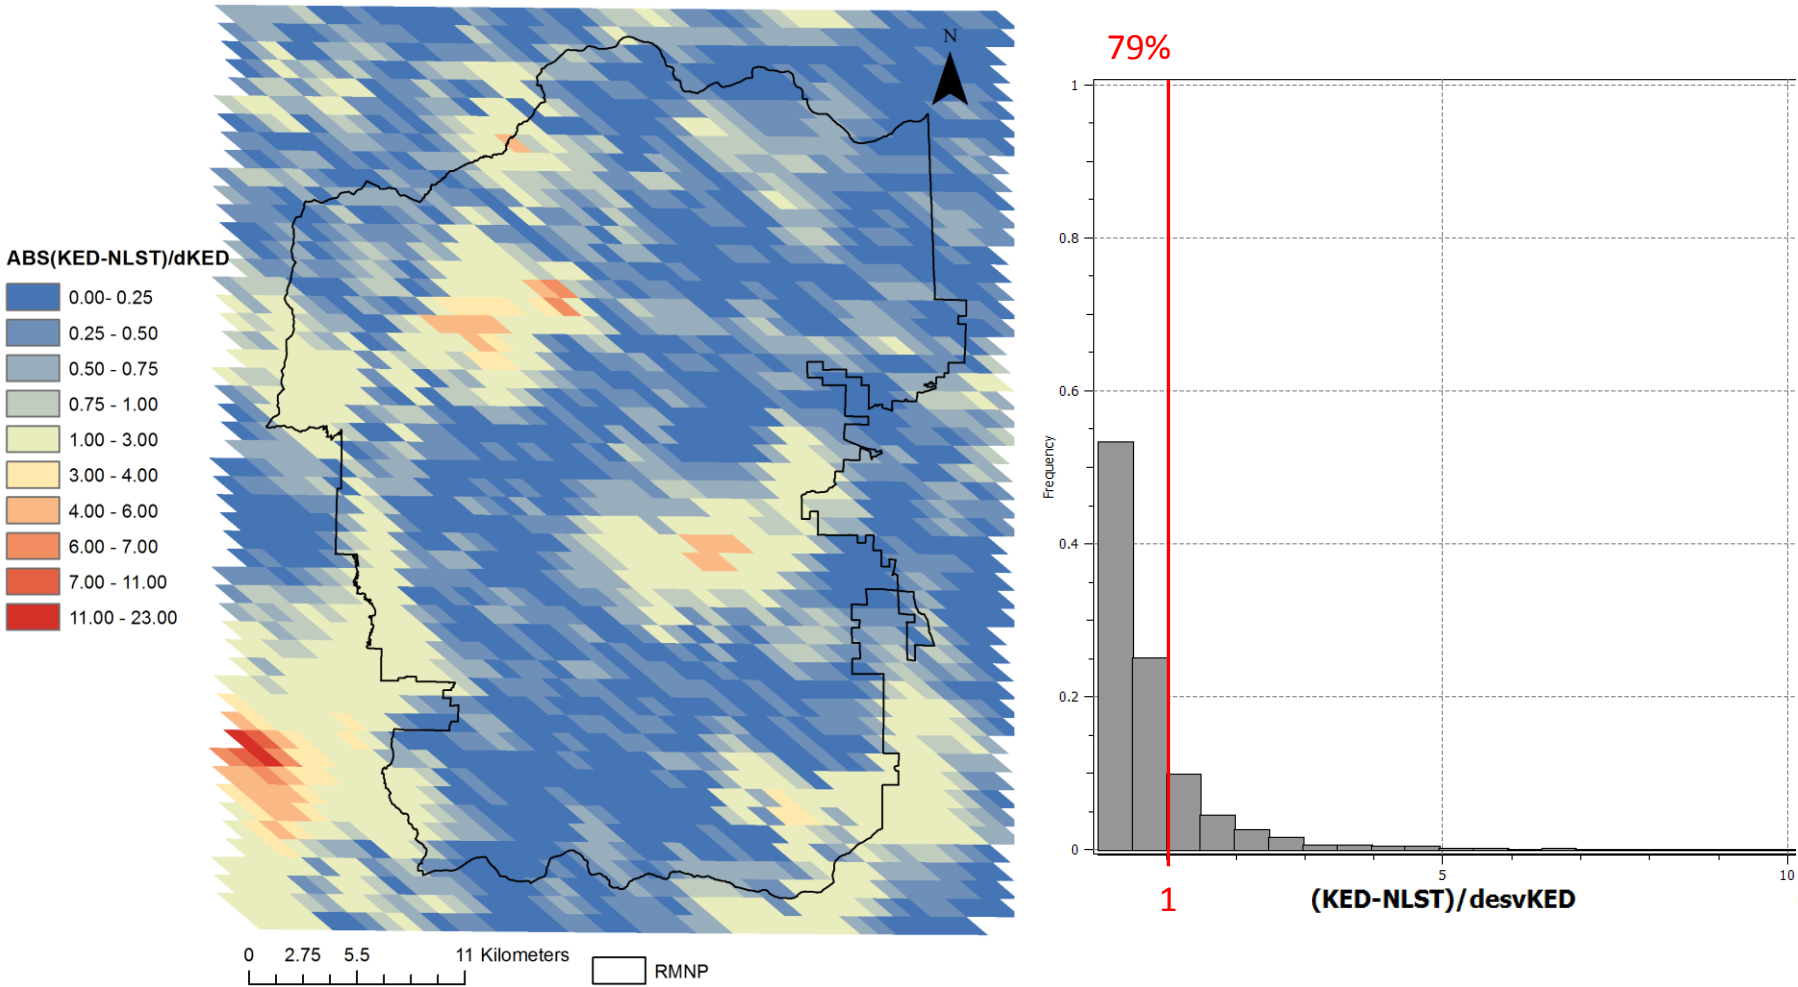 N
ABS(KED-NLST)/dKED
0.00- 0.25
0.25 - 0.50
0.50 - 0.75
0.75 - 1.00
1.00 - 3.00
3.00 - 4.00
4.00 - 6.00
6.00 - 7.00
7.00 - 11.00
11.00 - 23.00
0 2.75 5.5 11 Kilometers
RMNP
79%
1
0.8
0.6
0.4
0.2
0
Frequency
5
10
1
(KED-NLST)/desvKED